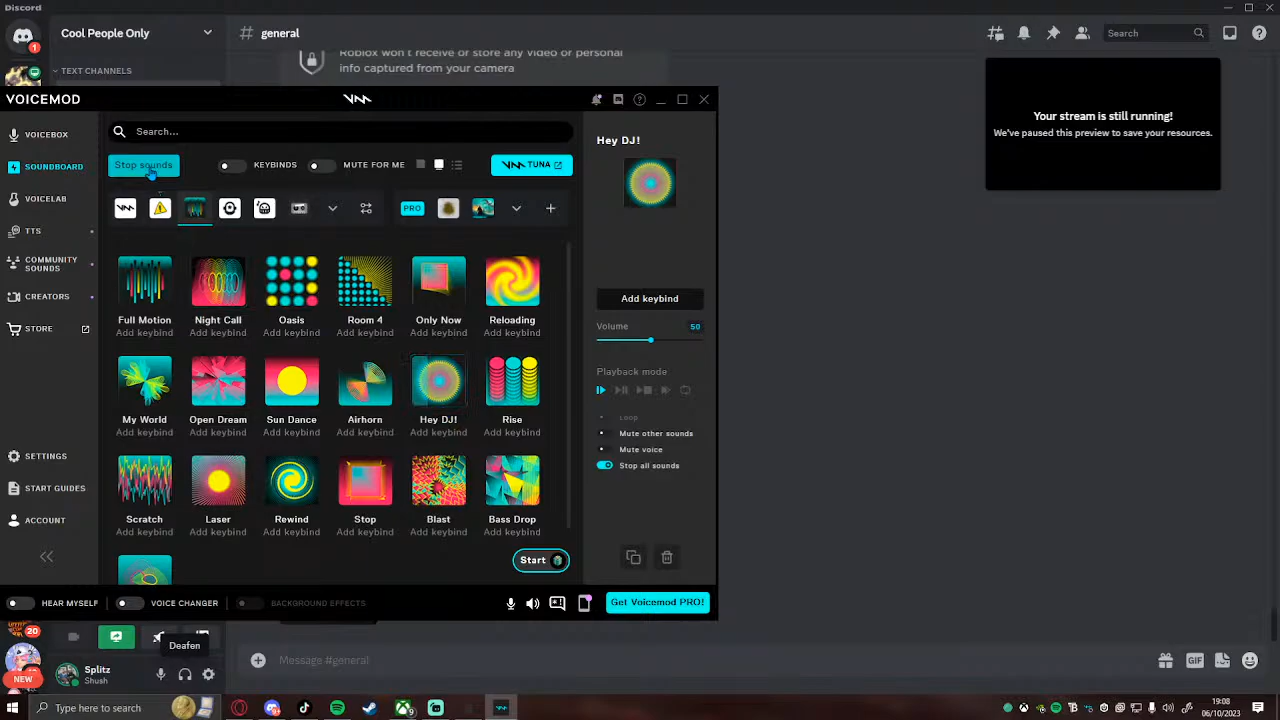 Discord
Cool People Only
# general
Search
1
TEXT CHANNELS
Roblox won't receive or store any video or personal
info captured from your camera
Your stream is still running!
We've paused this preview to save your resources.
VOICEMOD
VOICEBOX
SOUNDBOARD
VOICELAB
TTS
COMMUNITY
SOUNDS
CREATORS
STORE
SETTINGS
START GUIDES
ACCOUNT
Search...
Stop sounds
KEYBINDS
MUTE FOR ME
TUNA
PRO
Full Motion
Night Call
Oasis
Room 4
Only Now
Reloading
Add keybind
Add keybind
Add keybind
Add keybind
Add keybind
Add keybind
My World
Open Dream
Sun Dance
Airhorn
Hey DJ!
Rise
Add keybind
Add keybind
Add keybind
Add keybind
Add keybind
Add keybind
Scratch
Laser
Rewind
Stop
Blast
Bass Drop
Add keybind
Add keybind
Add keybind
Add keybind
Add keybind
Add keybind
Start
Hey DJ!
Add keybind
Volume
50
Playback mode
Loop
Mute other sounds
Mute voice
Stop all sounds
HEAR MYSELF
VOICE CHANGER
BACKGROUND EFFECTS
Get Voicemod PRO!
20
Deafen
NEW
Splitz
Shush
Message #general
GIF
Type here to search
9
19:08
06/10/2023